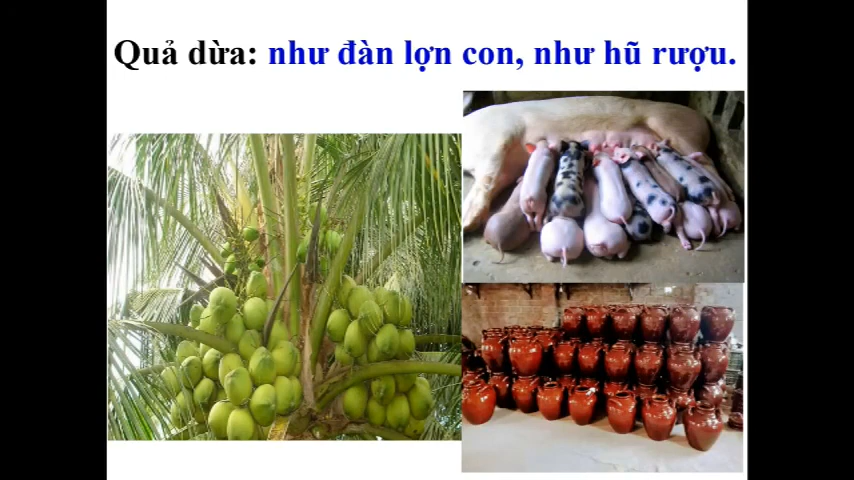 Quả dừa: như đàn lợn con, như hũ rượu.